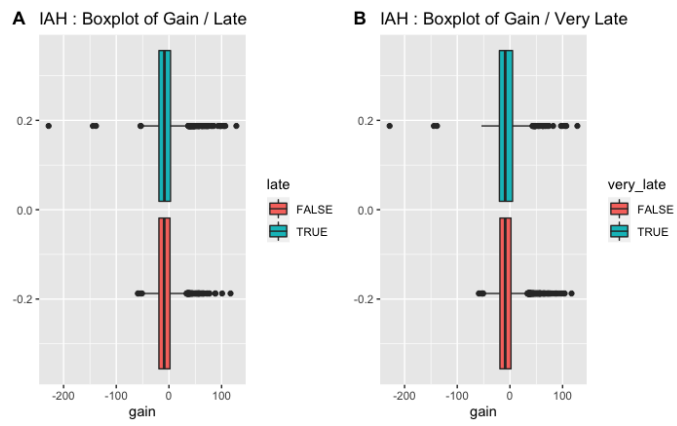 A IAH : Boxplot of Gain / Late
0.2
0.0
-0.2
-200 -100 0 100
gain
late
FALSE
TRUE
B IAH : Boxplot of Gain / Very Late
0.2
0.0
-0.2
-200 -100 0 100
gain
very_late
FALSE
TRUE